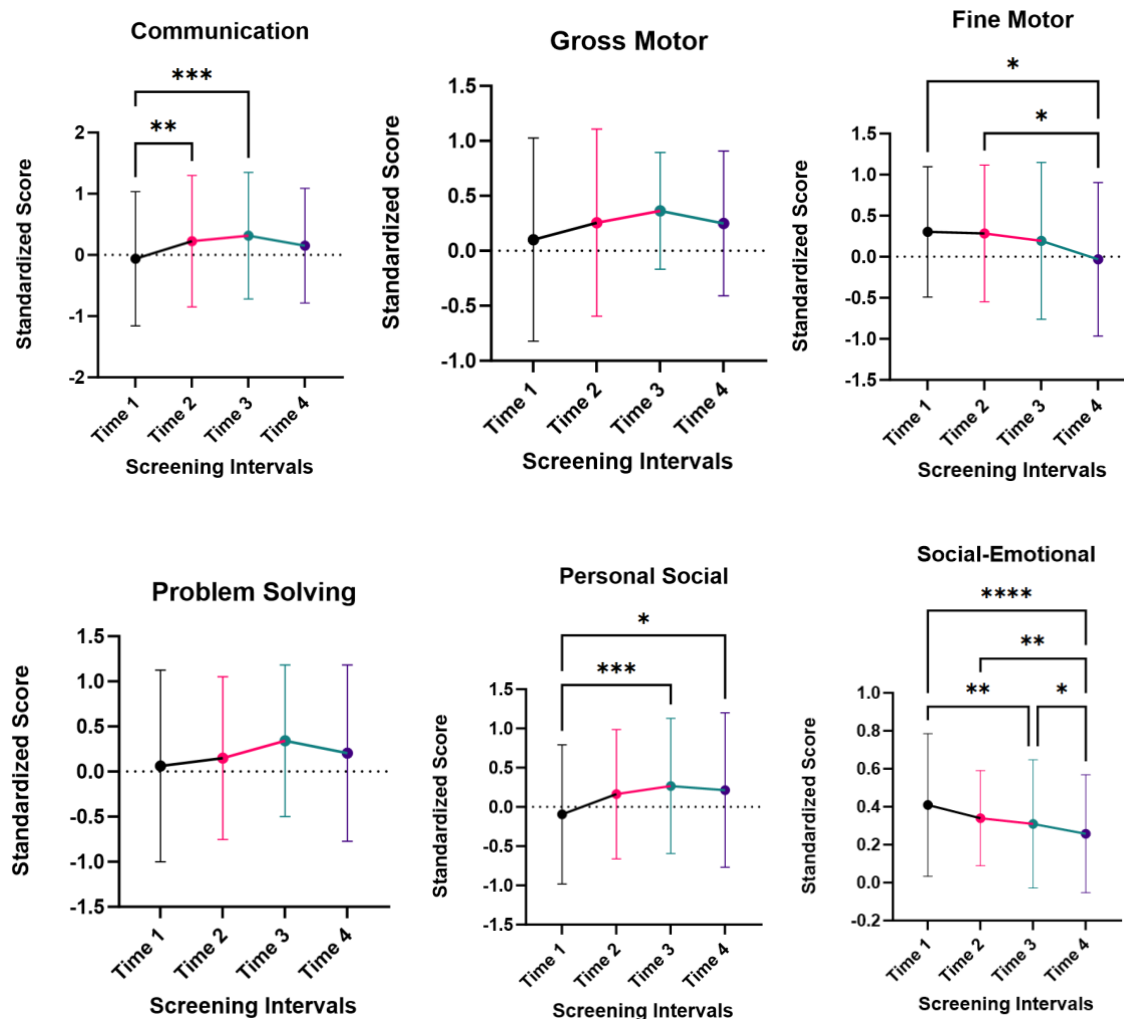 Communication
***
**
2
1
0
-1
-2
Standardized Score
Time 1
Time 2
Time 3
Time 4
Screening Intervals
Gross Motor
1.5
1.0
0.5
0.0
-0.5
-1.0
Standardized Score
Time 1
Time 2
Time 3
Time 4
Screening Intervals
Fine Motor
*
*
1.5
1.0
0.5
0.0
-0.5
-1.0
-1.5
Standardized Score
Time 1
Time 2
Time 3
Time 4
Screening Intervals
Problem Solving
1.5
1.0
0.5
0.0
-0.5
-1.0
-1.5
Standardized Score
Time 1
Time 2
Time 3
Time 4
Screening Intervals
Personal Social
*
***
1.5
1.0
0.5
0.0
-0.5
-1.0
-1.5
Standardized Score
Time 1
Time 2
Time 3
Time 4
Screening Intervals
Social-Emotional
****
**
** *
1.0
0.8
0.6
0.4
0.2
0.0
-0.2
Standardized Score
Time 1
Time 2
Time 3
Time 4
Screening Intervals